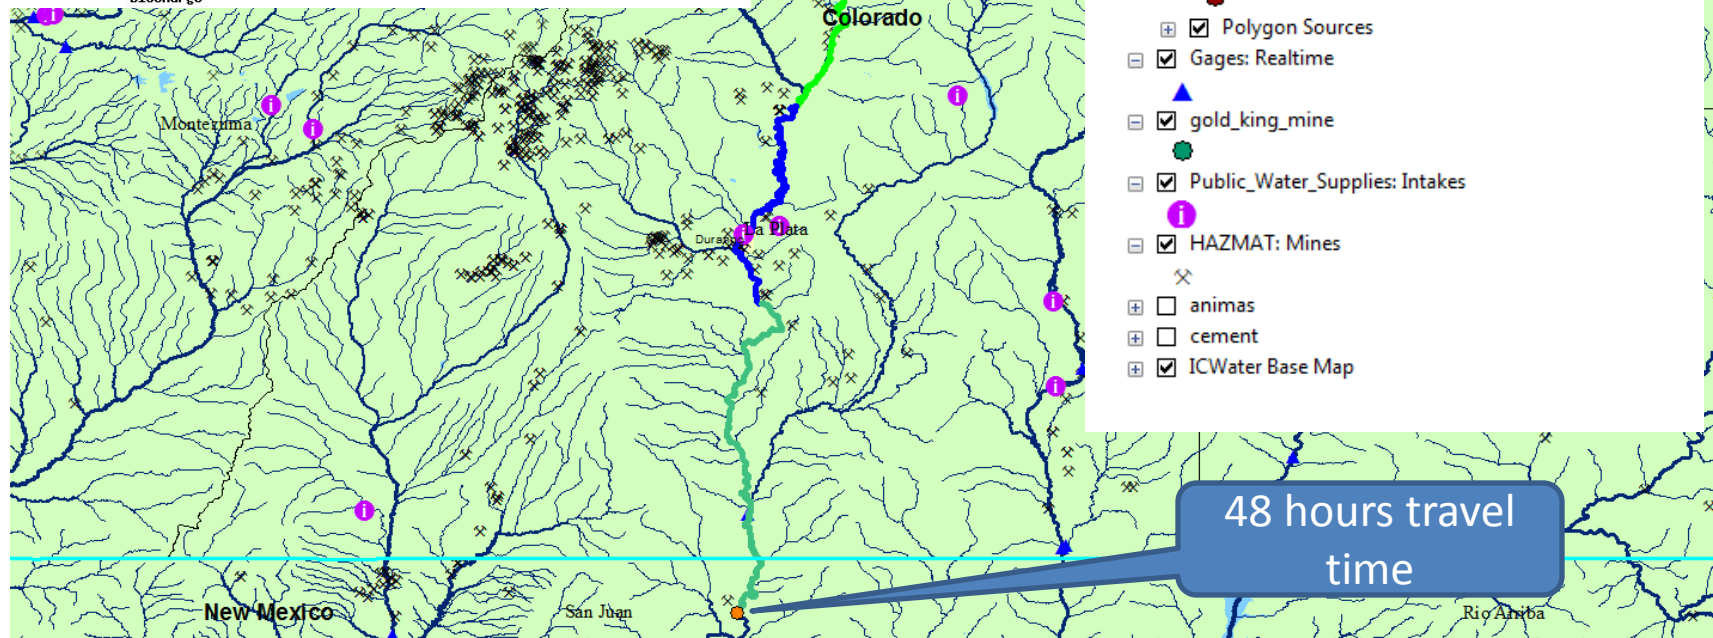 Colorado
Montezuma
La Plata
New Mexico
San Juan
Rio Arriba
Polygon Sources
Gages: Realtime
gold_king_mine
Public_Water_Supplies: Intakes
i
HAZMAT: Mines
animas
cement
ICWater Base Map
48 hours travel
time